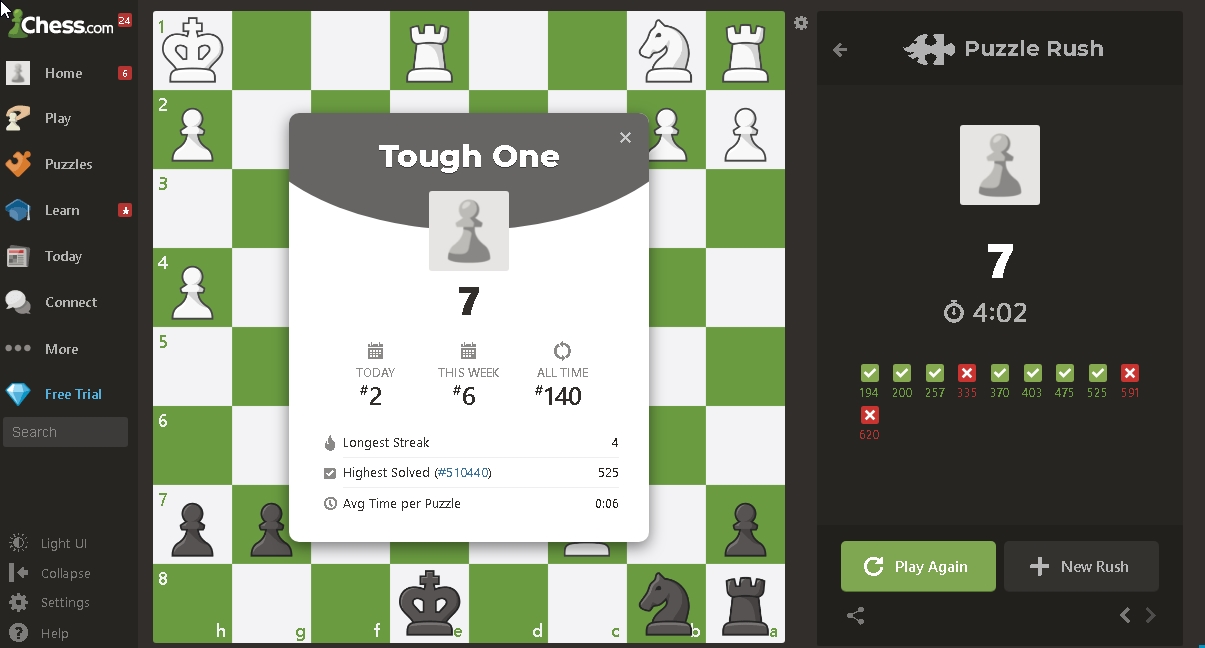 Chess.com 24
Home 6
Play
Puzzles
Learn
Today
Connect
More
Free Trial
Search
Light UI
Collapse
Settings
Help
1
2
3
4
5
6
7
8
h g f e d c b a
Tough One
7
TODAY THIS WEEK ALL TIME
#2 #6 #140
Longest Streak 4
Highest Solved (#510440) 525
Avg Time per Puzzle 0:06
Puzzle Rush
7
4:02
194 200 257 335 370 403 475 525 591
620
Play Again New Rush